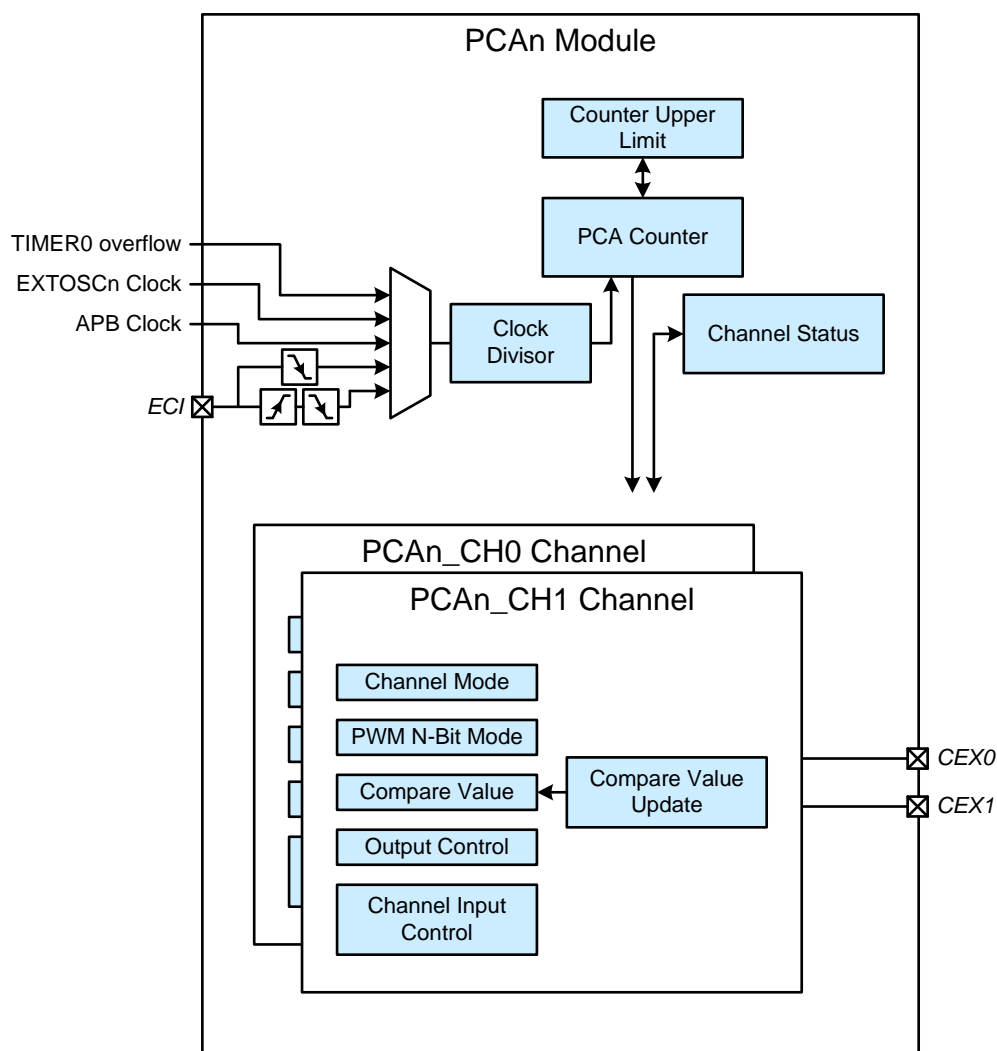 PCAn Module
Counter Upper
Limit
PCA Counter
TIMER0 overflow
EXTOSCn Clock
APB Clock
ECI
Clock
Divisor
Channel Status
PCAn_CH0 Channel
PCAn_CH1 Channel
Channel Mode
PWM N-Bit Mode
Compare Value
Compare Value
Update
Output Control
Channel Input
Control
CEX0
CEX1